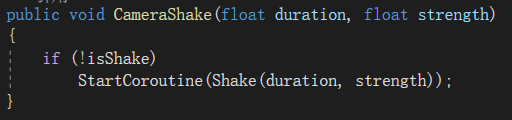 public void CameraShake(float duration, float strength)
{
if (!isShake)
StartCoroutine(Shake(duration, strength));
}